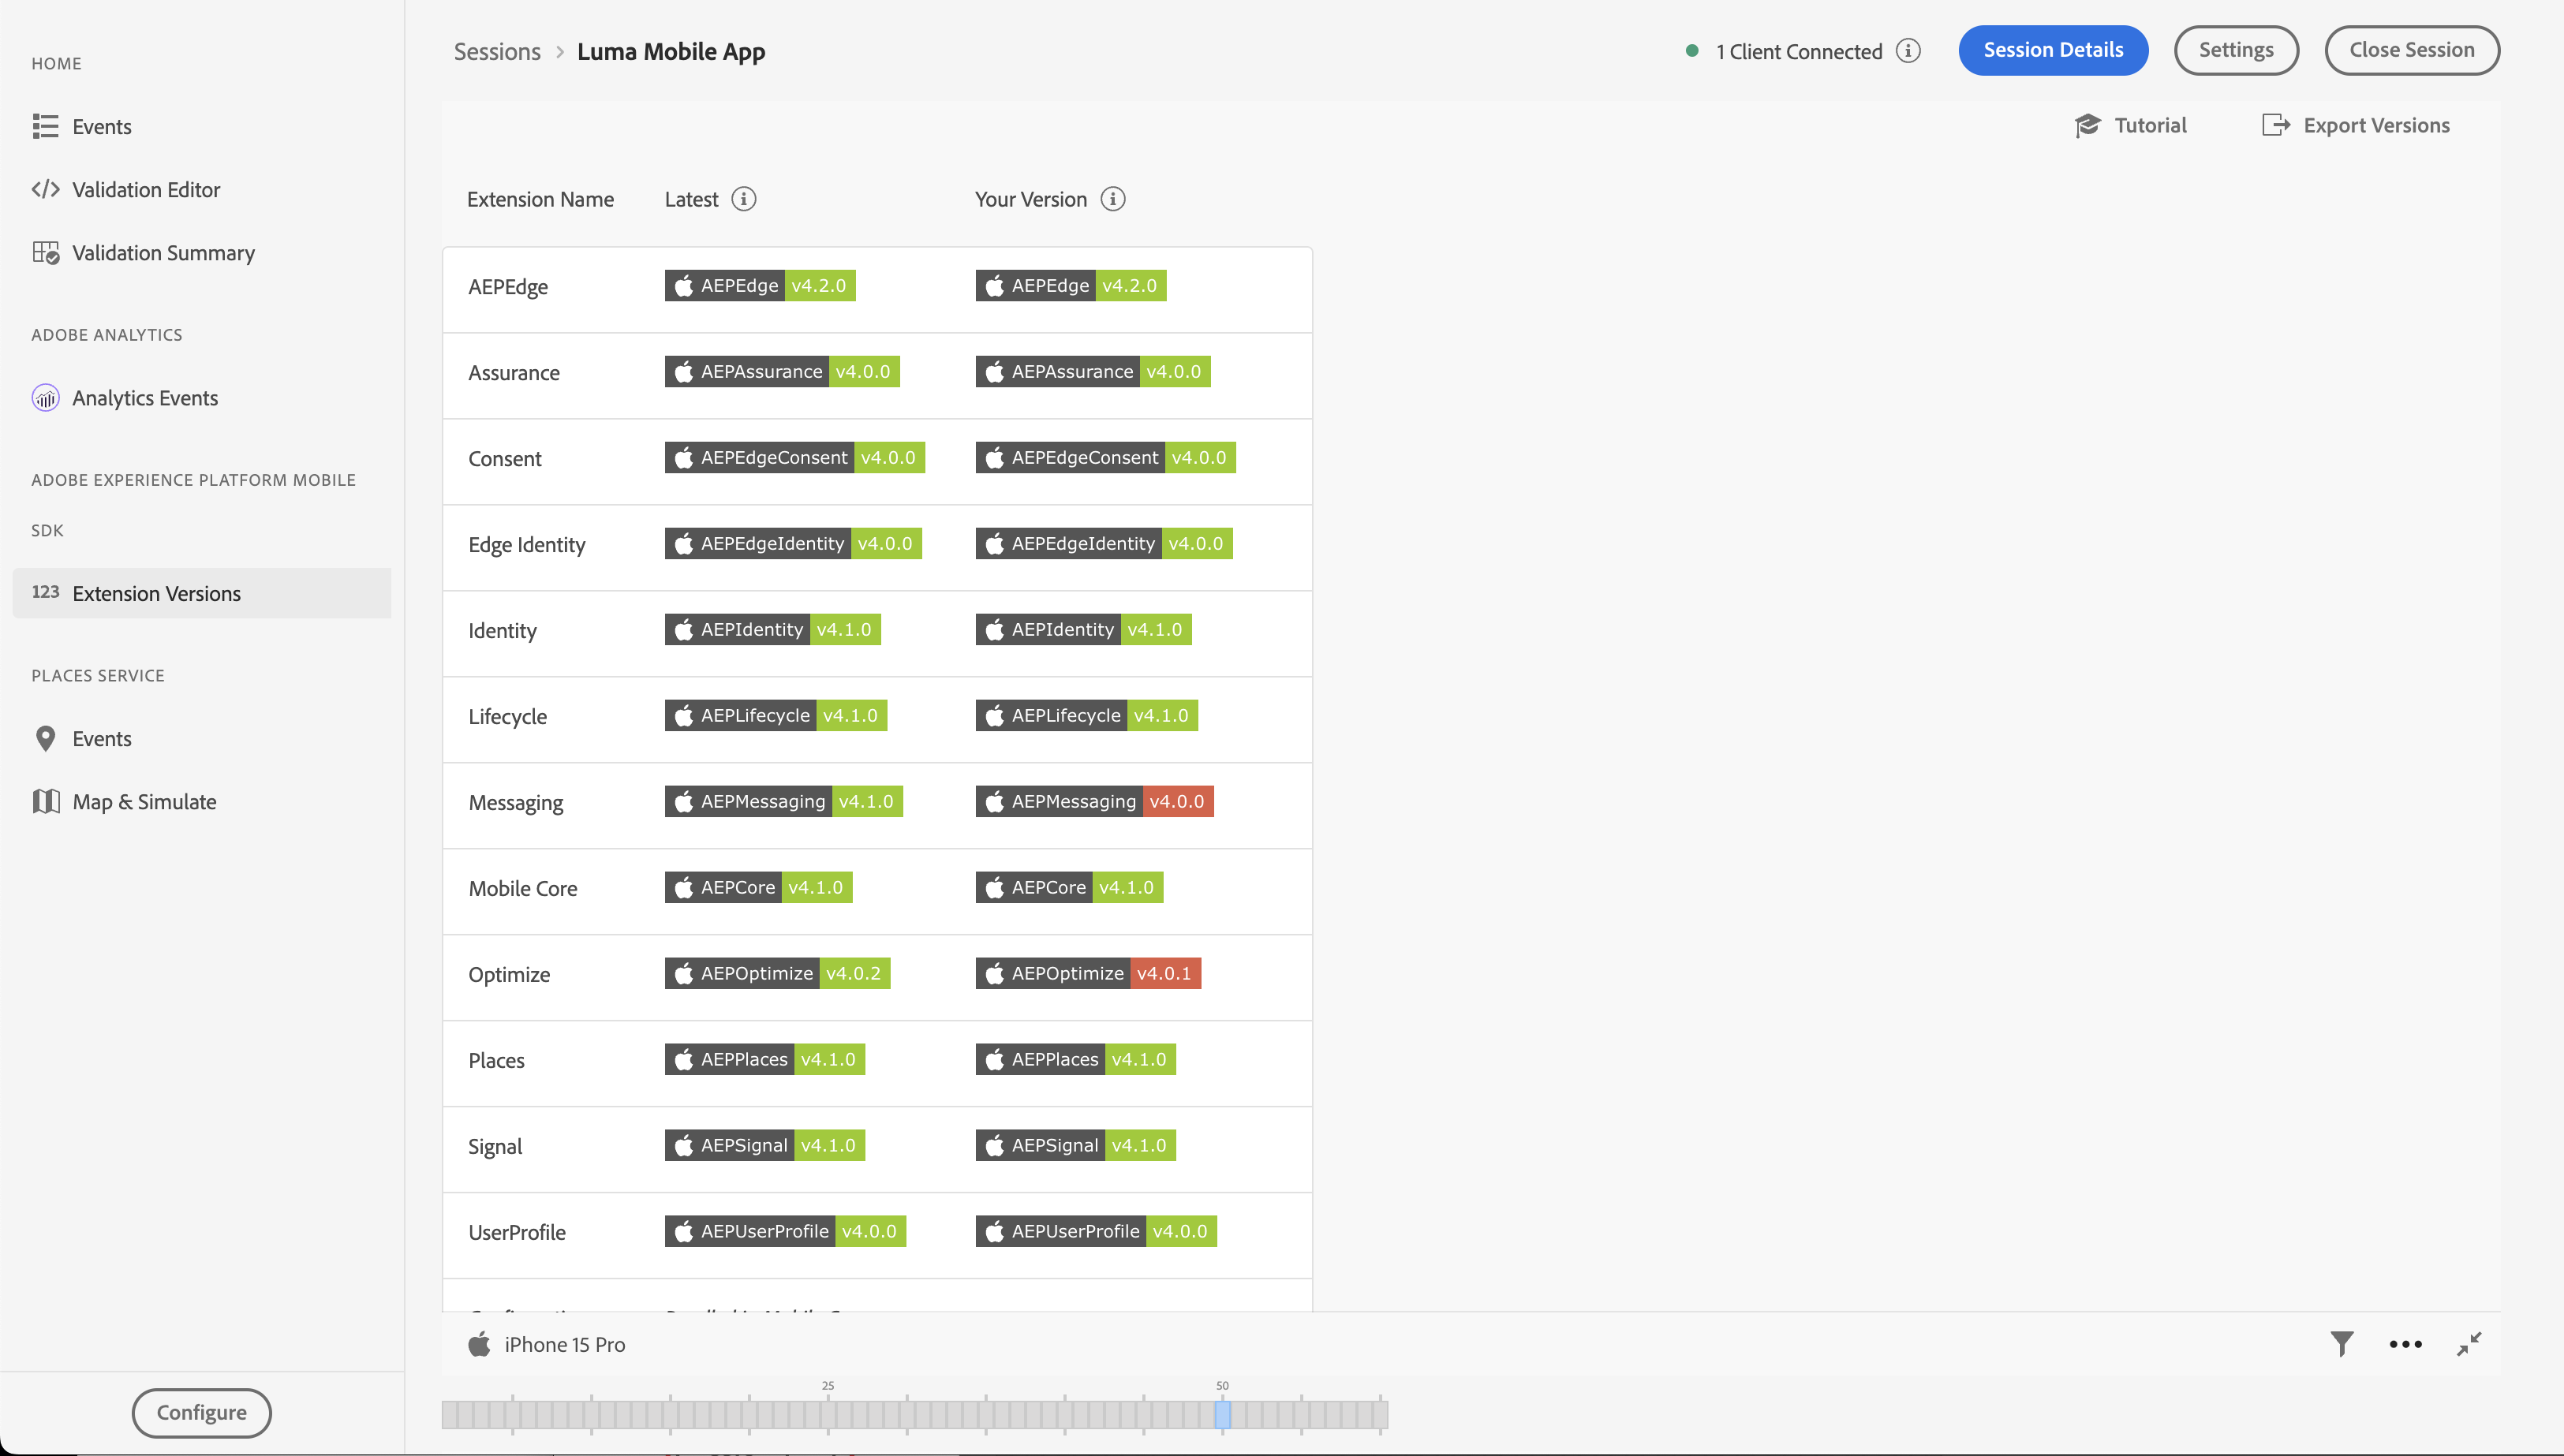 HOME
Events
Validation Editor
Validation Summary
ADOBE ANALYTICS
Analytics Events
ADOBE EXPERIENCE PLATFORM MOBILE
SDK
123 Extension Versions
PLACES SERVICE
Events
Map & Simulate
Configure
Sessions > Luma Mobile App
1 Client Connected
Session Details
Settings
Close Session
Tutorial
Export Versions
Extension Name Latest Your Version
AEPEdge AEPEdge v4.2.0 AEPEdge v4.2.0
Assurance AEPAssurance v4.0.0 AEPAssurance v4.0.0
Consent AEPEdgeConsent v4.0.0 AEPEdgeConsent v4.0.0
Edge Identity AEPEdgeIdentity v4.0.0 AEPEdgeIdentity v4.0.0
Identity AEPIdentity v4.1.0 AEPIdentity v4.1.0
Lifecycle AEPLifecycle v4.1.0 AEPLifecycle v4.1.0
Messaging AEPMessaging v4.1.0 AEPMessaging v4.0.0
Mobile Core AEPCore v4.1.0 AEPCore v4.1.0
Optimize AEPOptimize v4.0.2 AEPOptimize v4.0.1
Places AEPPlaces v4.1.0 AEPPlaces v4.1.0
Signal AEPSignal v4.1.0 AEPSignal v4.1.0
UserProfile AEPUserProfile v4.0.0 AEPUserProfile v4.0.0
iPhone 15 Pro
25 50